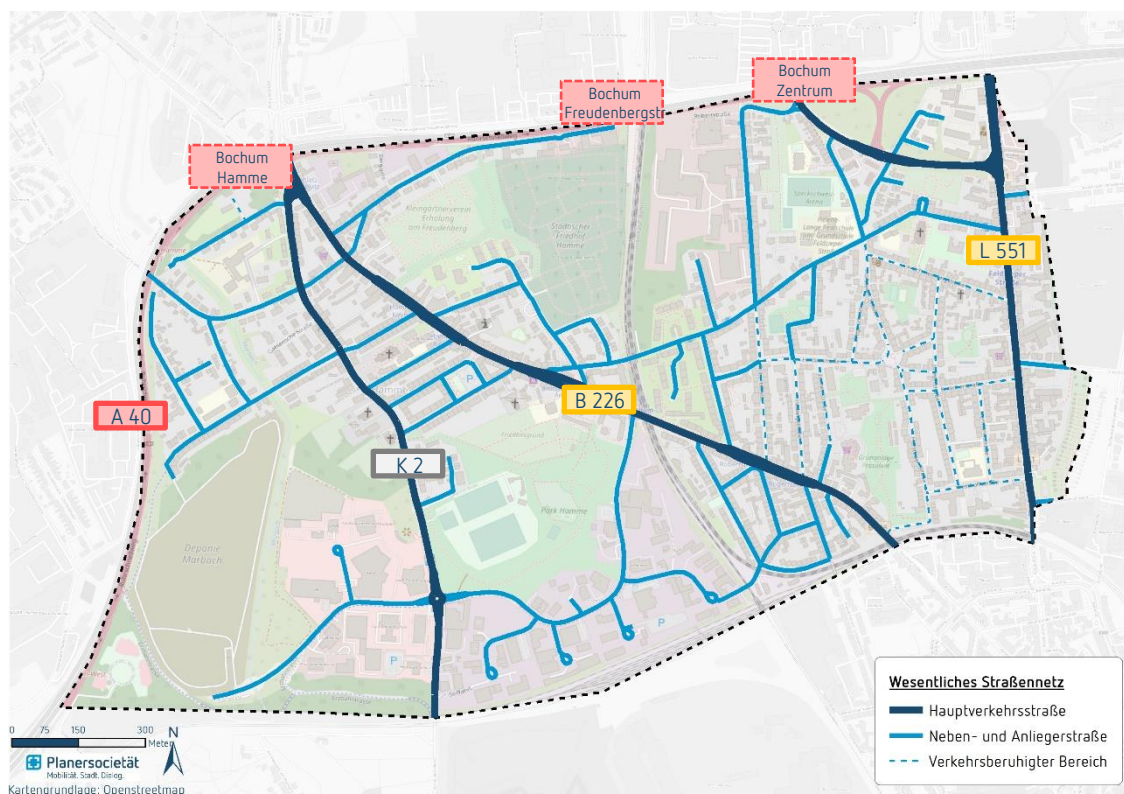 Bochum
Zentrum
Bochum
Freudenbergstr
Bochum
Hamme
Kleingärtnerverein
Erholung
am Freudenberg
Städtischer
Friedhof
Hamme
L 551
B 226
A 40
K 2
Park Hamme
Deponie
Marbach
P
P
P
0 75 150 300
Meter
N
Planersocietät
Mobilität. Stadt. Dialog.
Kartengrundlage: Openstreetmap
Wesentliches Straßennetz
Hauptverkehrsstraße
Neben- und Anliegerstraße
Verkehrsberuhigter Bereich